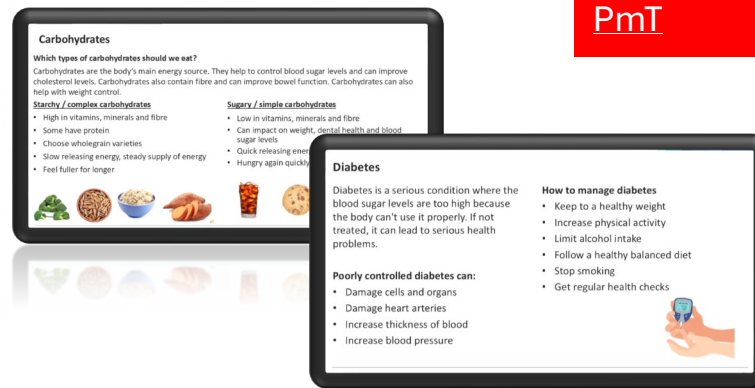 PmT
Carbohydrates
Which types of carbohydrates should we eat?
Carbohydrates are the body's main energy source. They help to control blood sugar levels and can improve
cholesterol levels. Carbohydrates also contain fibre and can improve bowel function. Carbohydrates can also
help with weight control.
Starchy / complex carbohydrates
• High in vitamins, minerals and fibre
• Some have protein
• Choose wholegrain varieties
• Slow releasing energy, steady supply of energy
• Feel fuller for longer
Sugary / simple carbohydrates
• Low in vitamins, minerals and fibre
• Can impact on weight, dental health and blood
sugar levels
• Quick releasing ener
• Hungry again quickly
Diabetes
Diabetes is a serious condition where the
blood sugar levels are too high because
the body can't use it properly. If not
treated, it can lead to serious health
problems.
Poorly controlled diabetes can:
• Damage cells and organs
• Damage heart arteries
• Increase thickness of blood
• Increase blood pressure
How to manage diabetes
• Keep to a healthy weight
• Increase physical activity
• Limit alcohol intake
• Follow a healthy balanced diet
• Stop smoking
• Get regular health checks